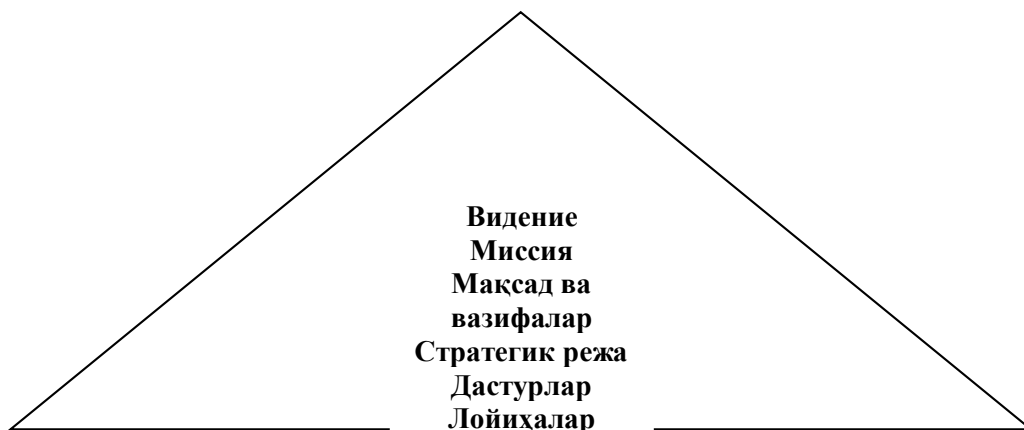 Видение
Миссия
Мақсад ва
вазифалар
Стратегик режа
Дастурлар
Лойиҳалар